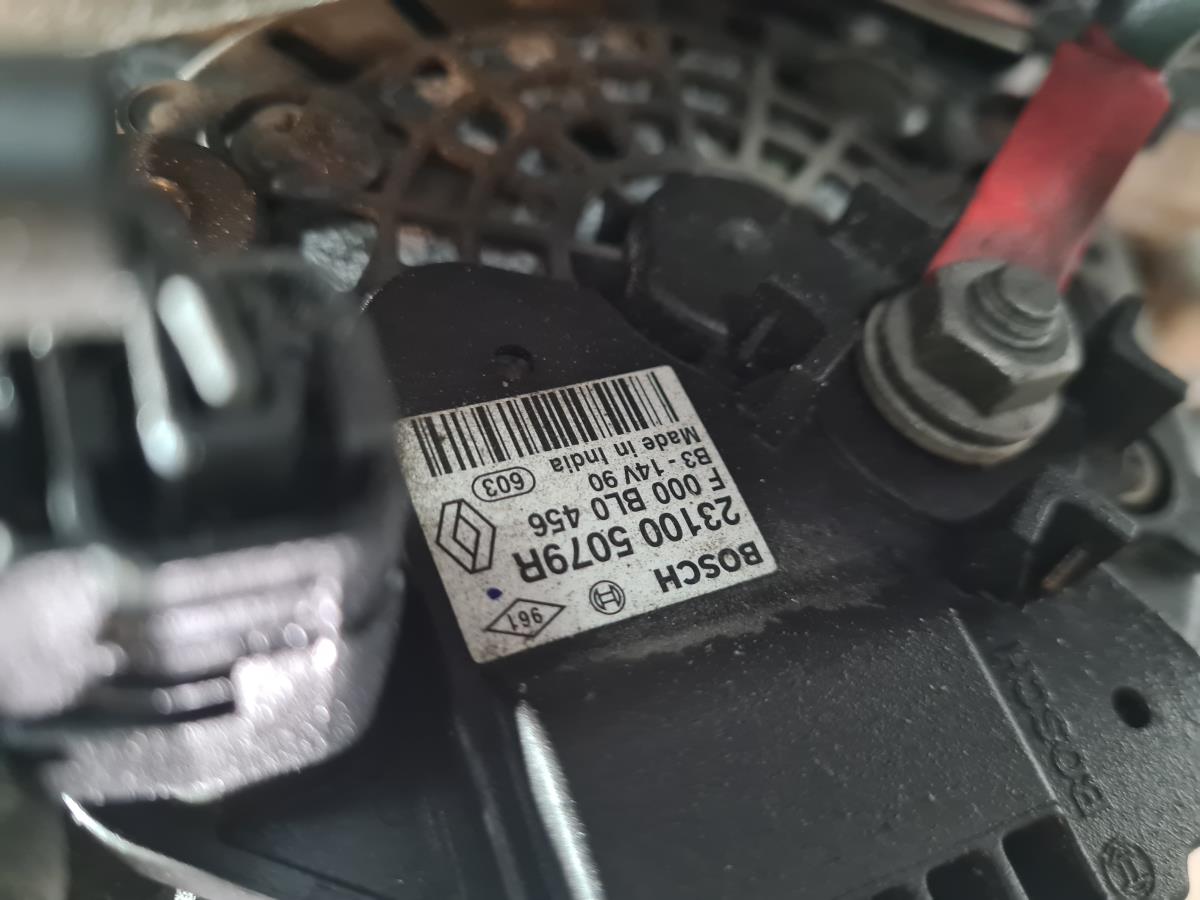 BOSCH
961
23100 5079R
F 000 BL0 456
B3 - 14V 90
603
Made in India
BOSCH